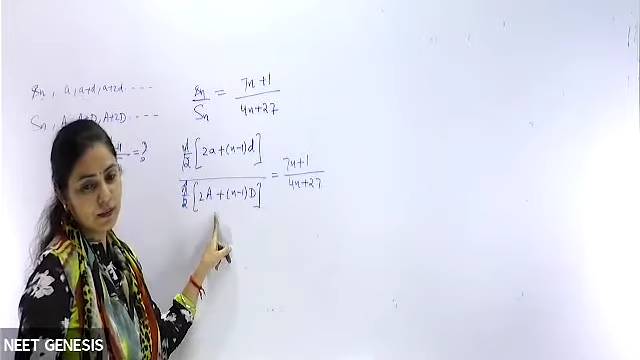 sn, a, a+d, a+2d ----
Sn, A, A+D, A+2D. ---
= ?
sn/Sn = 7n+1/4n+27
n/2[2a+(n-1)d]/n/2[2A+(n-1)D] = 7n+1/4n+27
NEET GENESIS